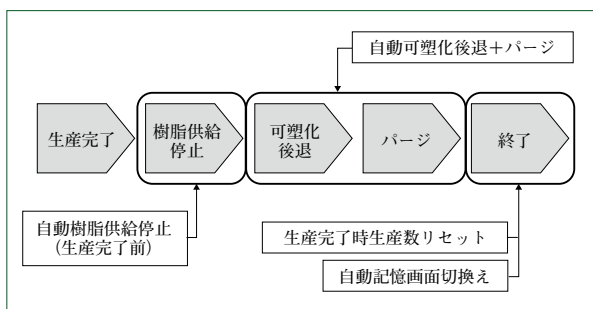 自動可塑化後退＋パージ
生産完了
樹脂供給
停止
可塑化
後退
パージ
終了
自動樹脂供給停止
(生産完了前)
生産完了時生産数リセット
自動記憶画面切換え